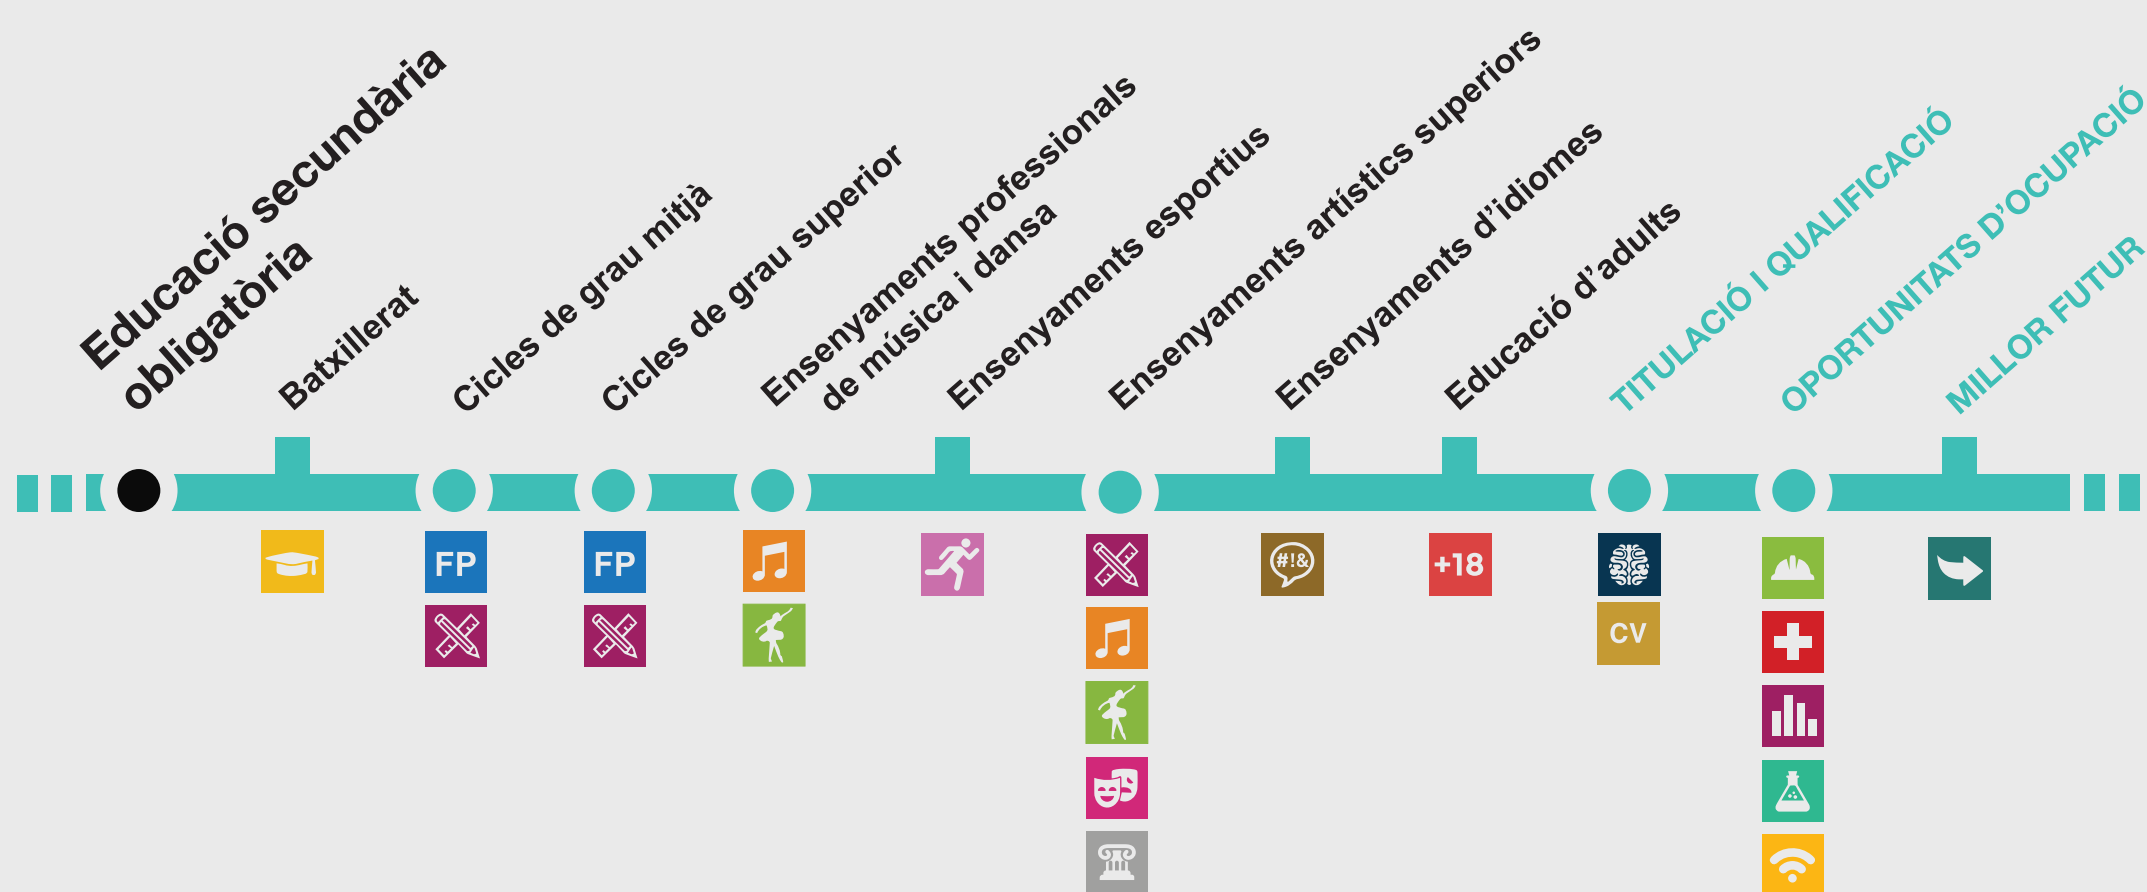 Educació secundària
obligatòria
Batxillerat
Cicles de grau mitjà
Cicles de grau superior
Ensenyaments professionals
de música i dansa
Ensenyaments esportius
Ensenyaments artístics superiors
Ensenyaments d’idiomes
Educació d’adults
TITULACIÓ I QUALIFICACIÓ
OPORTUNITATS D’OCUPACIÓ
MILLOR FUTUR
FP
FP
#!&
+18
CV